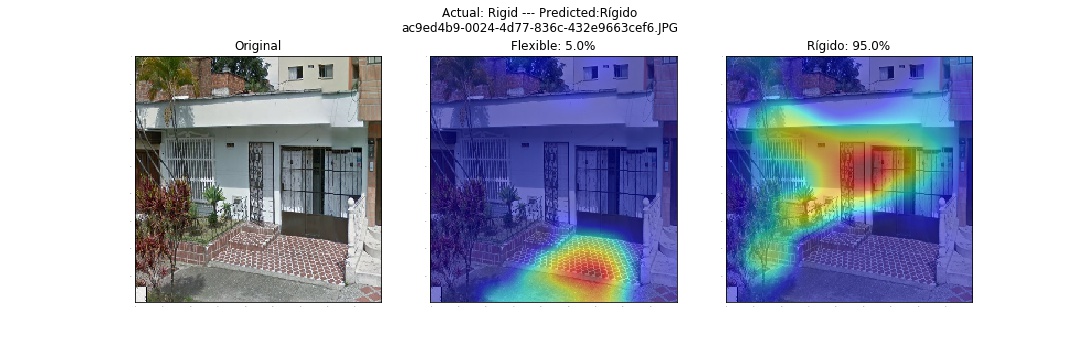 Actual: Rigid --- Predicted:Rígido
ac9ed4b9-0024-4d77-836c-432e9663cef6.JPG
Original
Flexible: 5.0%
Rígido: 95.0%